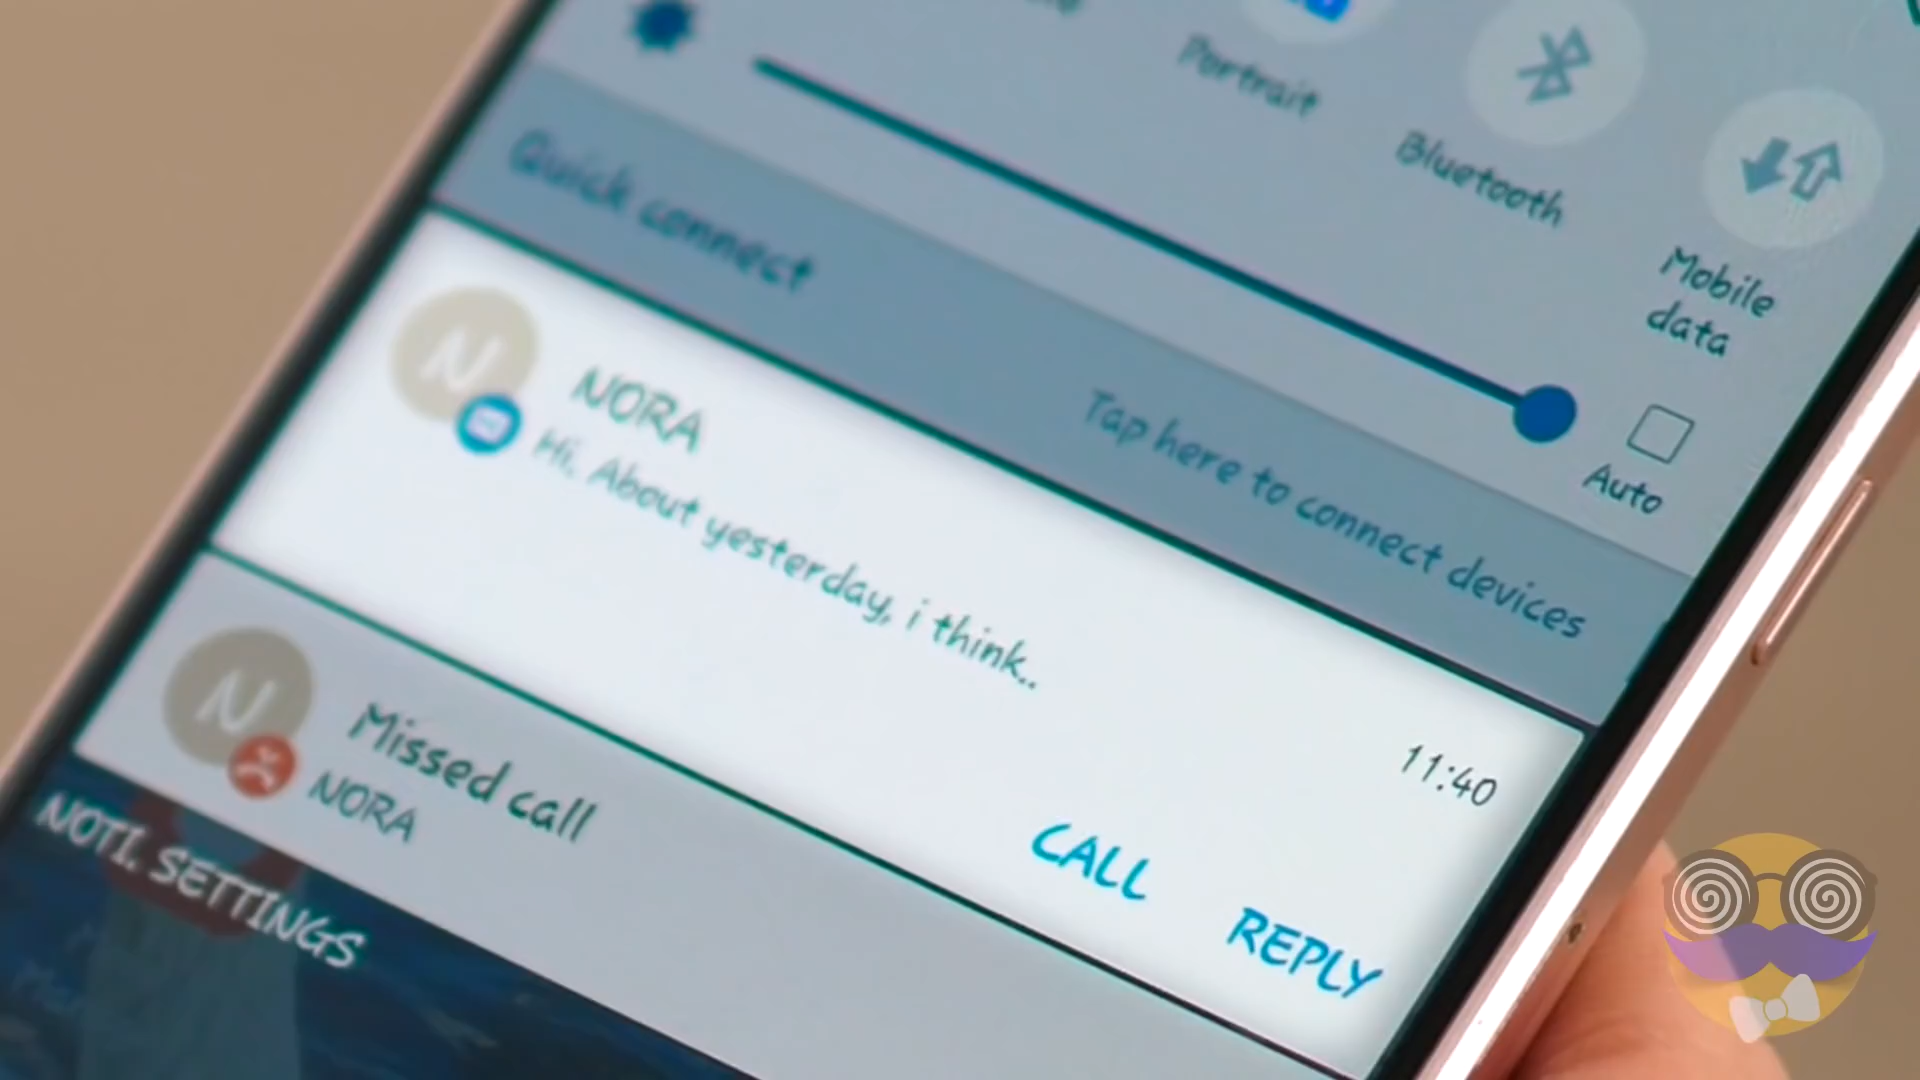 Portrait
Bluetooth
Mobile
data
Auto
Quick connect
Tap here to connect devices
N
NORA
Hi. About yesterday, i think..
11:40
CALL
REPLY
N
Missed call
NORA
NOTI. SETTINGS